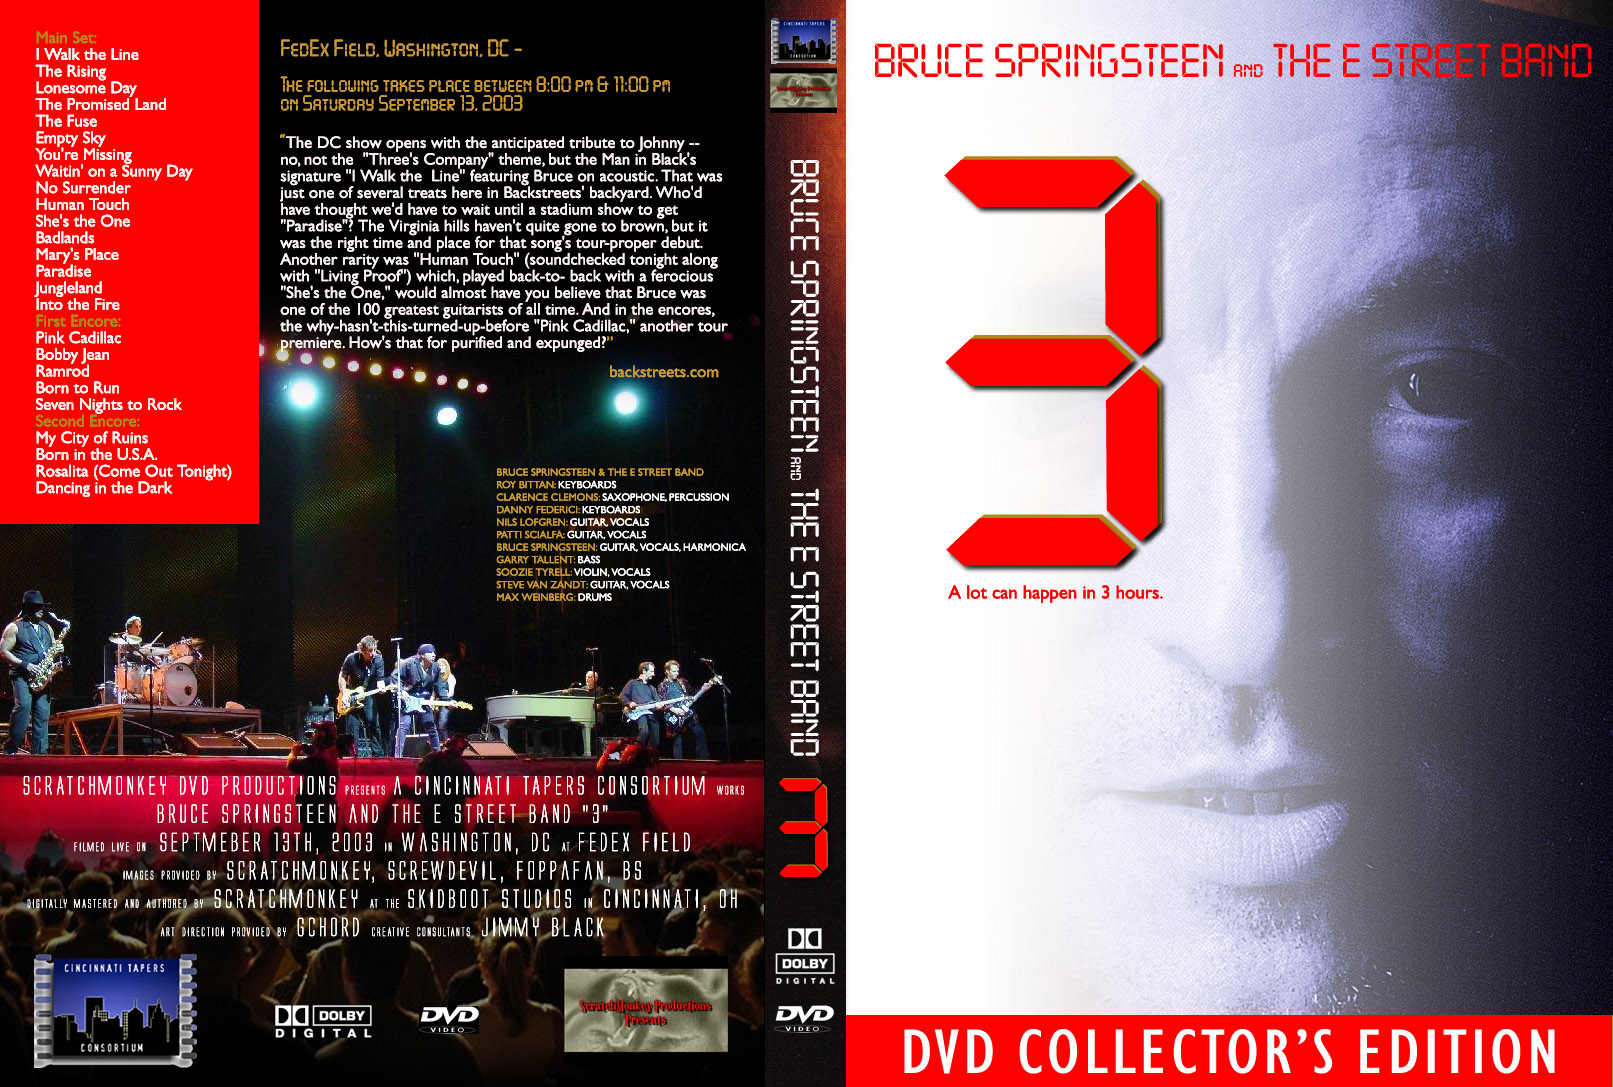 Main Set:
I Walk the Line
The Rising
Lonesome Day
The Promised Land
The Fuse
Empty Sky
You're Missing
Waitin' on a Sunny Day
No Surrender
Human Touch
She's the One
Badlands
Mary's Place
Paradise
Jungleland
Into the Fire
First Encore:
Pink Cadillac
Bobby Jean
Ramrod
Born to Run
Seven Nights to Rock
Second Encore:
My City of Ruins
Born in the U.S.A.
Rosalita (Come Out Tonight)
Dancing in the Dark
FedEx Field, Washington, DC -
The following takes place between 8:00 pm & 11:00 pm
on Saturday September 13, 2003
"The DC show opens with the anticipated tribute to Johnny --
no, not the "Three's Company" theme, but the Man in Black's
signature "I Walk the Line" featuring Bruce on acoustic. That was
just one of several treats here in Backstreets' backyard. Who'd
have thought we'd have to wait until a stadium show to get
"Paradise"? The Virginia hills haven't quite gone to brown, but it
was the right time and place for that song's tour-proper debut.
Another rarity was "Human Touch" (soundchecked tonight along
with "Living Proof") which, played back-to- back with a ferocious
"She's the One," would almost have you believe that Bruce was
one of the 100 greatest guitarists of all time. And in the encores,
the why-hasn't-this-turned-up-before "Pink Cadillac," another tour
premiere. How's that for purified and expunged?"
backstreets.com
BRUCE SPRINGSTEEN & THE E STREET BAND
ROY BITTAN: KEYBOARDS
CLARENCE CLEMONS: SAXOPHONE, PERCUSSION
DANNY FEDERICI: KEYBOARDS
NILS LOFGREN: GUITAR, VOCALS
PATTI SCIALFA: GUITAR, VOCALS
BRUCE SPRINGSTEEN: GUITAR, VOCALS, HARMONICA
GARRY TALLENT: BASS
SOOZIE TYRELL: VIOLIN, VOCALS
STEVE VAN ZANDT: GUITAR, VOCALS
MAX WEINBERG: DRUMS
SCRATCHMONKEY DVD PRODUCTIONS PRESENTS A CINCINNATI TAPERS CONSORTIUM WORKS
BRUCE SPRINGSTEEN AND THE E STREET BAND "3"
FILMED LIVE ON SEPTMEBER 13TH, 2003 IN WASHINGTON, DC AT FEDEX FIELD
IMAGES PROVIDED BY SCRATCHMONKEY, SCREWDEVIL, FOPPAFAN, BS
DIGITALLY MASTERED AND AUTHORED BY SCRATCHMONKEY AT THE SKIDBOOT STUDIOS IN CINCINNATI, OH
ART DIRECTION PROVIDED BY GCHORD CREATIVE CONSULTANTS JIMMY BLACK
CINCINNATI TAPERS
CONSORTIUM
DOLBY
DIGITAL
DVD
VIDEO
ScratchMonkey Productions
Presents
CINCINNATI TAPERS
CONSORTIUM
ScratchMonkey Productions
Presents
BRUCE SPRINGSTEEN AND THE E STREET BAND
3
DOLBY
DIGITAL
DVD
VIDEO
BRUCE SPRINGSTEEN AND THE E STREET BAND
3
A lot can happen in 3 hours.
DVD COLLECTOR'S EDITION